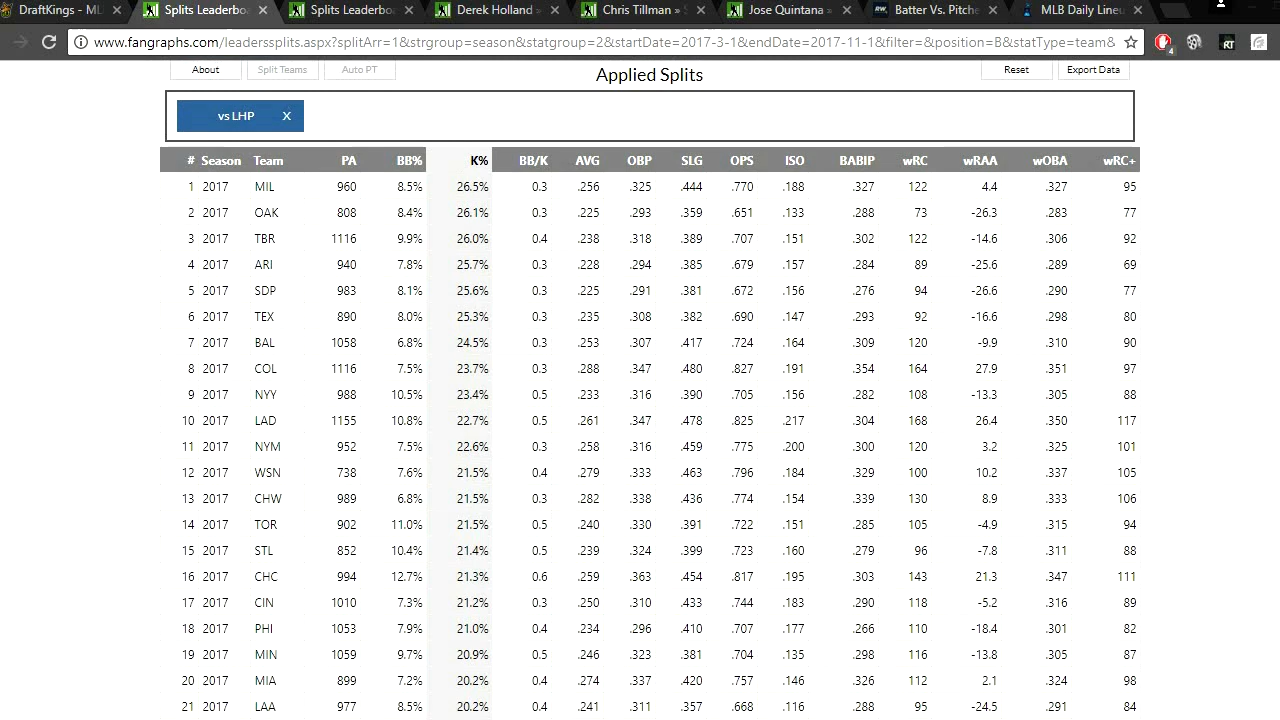 DraftKings - ML
Splits Leaderbo
Splits Leaderbo
Derek Holland »
Chris Tillman » S
Jose Quintana »
Batter Vs. Pitche
MLB Daily Lineu
www.fangraphs.com/leaderssplits.aspx?splitArr=1&strgroup=season&statgroup=2&startDate=2017-3-1&endDate=2017-11-1&filter=&position=B&statType=team&
About Split Teams Auto PT Applied Splits Reset Export Data
vs LHP X
# Season Team PA BB% K% BB/K AVG OBP SLG OPS ISO BABIP wRC wRAA wOBA wRC+
1 2017 MIL 960 8.5% 26.5% 0.3 .256 .325 .444 .770 .188 .327 122 4.4 .327 95
2 2017 OAK 808 8.4% 26.1% 0.3 .225 .293 .359 .651 .133 .288 73 -26.3 .283 77
3 2017 TBR 1116 9.9% 26.0% 0.4 .238 .318 .389 .707 .151 .302 122 -14.6 .306 92
4 2017 ARI 940 7.8% 25.7% 0.3 .228 .294 .385 .679 .157 .284 89 -25.6 .289 69
5 2017 SDP 983 8.1% 25.6% 0.3 .225 .291 .381 .672 .156 .276 94 -26.6 .290 77
6 2017 TEX 890 8.0% 25.3% 0.3 .235 .308 .382 .690 .147 .293 92 -16.6 .298 80
7 2017 BAL 1058 6.8% 24.5% 0.3 .253 .307 .417 .724 .164 .309 120 -9.9 .310 90
8 2017 COL 1116 7.5% 23.7% 0.3 .288 .347 .480 .827 .191 .354 164 27.9 .351 97
9 2017 NYY 988 10.5% 23.4% 0.5 .233 .316 .390 .705 .156 .282 108 -13.3 .305 88
10 2017 LAD 1155 10.8% 22.7% 0.5 .261 .347 .478 .825 .217 .304 168 26.4 .350 117
11 2017 NYM 952 7.5% 22.6% 0.3 .258 .316 .459 .775 .200 .300 120 3.2 .325 101
12 2017 WSN 738 7.6% 21.5% 0.4 .279 .333 .463 .796 .184 .329 100 10.2 .337 105
13 2017 CHW 989 6.8% 21.5% 0.3 .282 .338 .436 .774 .154 .339 130 8.9 .333 106
14 2017 TOR 902 11.0% 21.5% 0.5 .240 .330 .391 .722 .151 .285 105 -4.9 .315 94
15 2017 STL 852 10.4% 21.4% 0.5 .239 .324 .399 .723 .160 .279 96 -7.8 .311 88
16 2017 CHC 994 12.7% 21.3% 0.6 .259 .363 .454 .817 .195 .303 143 21.3 .347 111
17 2017 CIN 1010 7.3% 21.2% 0.3 .250 .310 .433 .744 .183 .290 118 -5.2 .316 89
18 2017 PHI 1053 7.9% 21.0% 0.4 .234 .296 .410 .707 .177 .266 110 -18.4 .301 82
19 2017 MIN 1059 9.7% 20.9% 0.5 .246 .323 .381 .704 .135 .298 116 -13.8 .305 87
20 2017 MIA 899 7.2% 20.2% 0.4 .274 .337 .420 .757 .146 .326 112 2.1 .324 98
21 2017 LAA 977 8.5% 20.2% 0.4 .241 .311 .357 .668 .116 .288 95 -24.5 .291 84